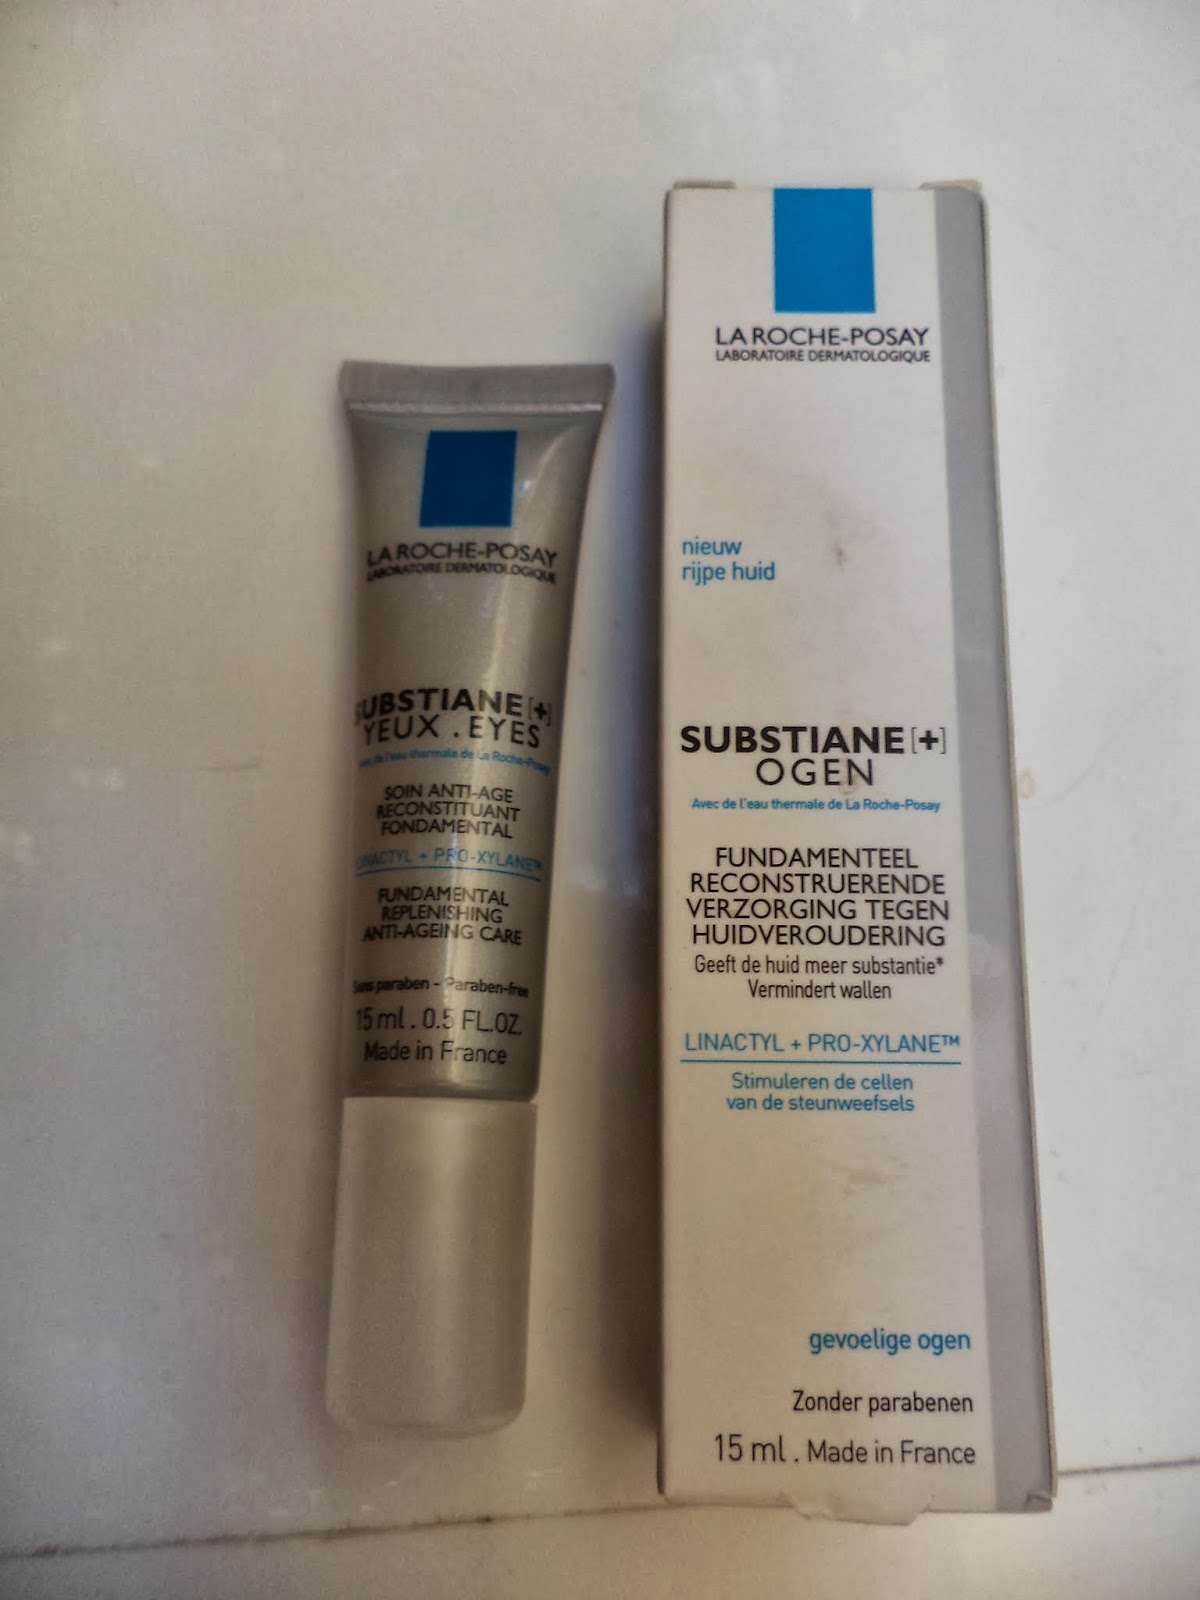 LA ROCHE-POSAY
LABORATOIRE DERMATOLOGIQUE
SUBSTIANE[+]
YEUX . EYES
Avec de l'eau thermale de La Roche-Posay
SOIN ANTI-AGE
RECONSTITUANT
FONDAMENTAL
LINACTYL + PRO-XYLANE™
FUNDAMENTAL
REPLENISHING
ANTI-AGEING CARE
Sans paraben - Paraben-free
15 ml . 0.5 FL.OZ.
Made in France
LA ROCHE-POSAY
LABORATOIRE DERMATOLOGIQUE
nieuw
rijpe huid
SUBSTIANE[+]
OGEN
Avec de l'eau thermale de La Roche-Posay
FUNDAMENTEEL
RECONSTRUERENDE
VERZORGING TEGEN
HUIDVEROUDERING
Geeft de huid meer substantie*
Vermindert wallen
LINACTYL + PRO-XYLANE™
Stimuleren de cellen
van de steunweefsels
gevoelige ogen
Zonder parabenen
15 ml . Made in France